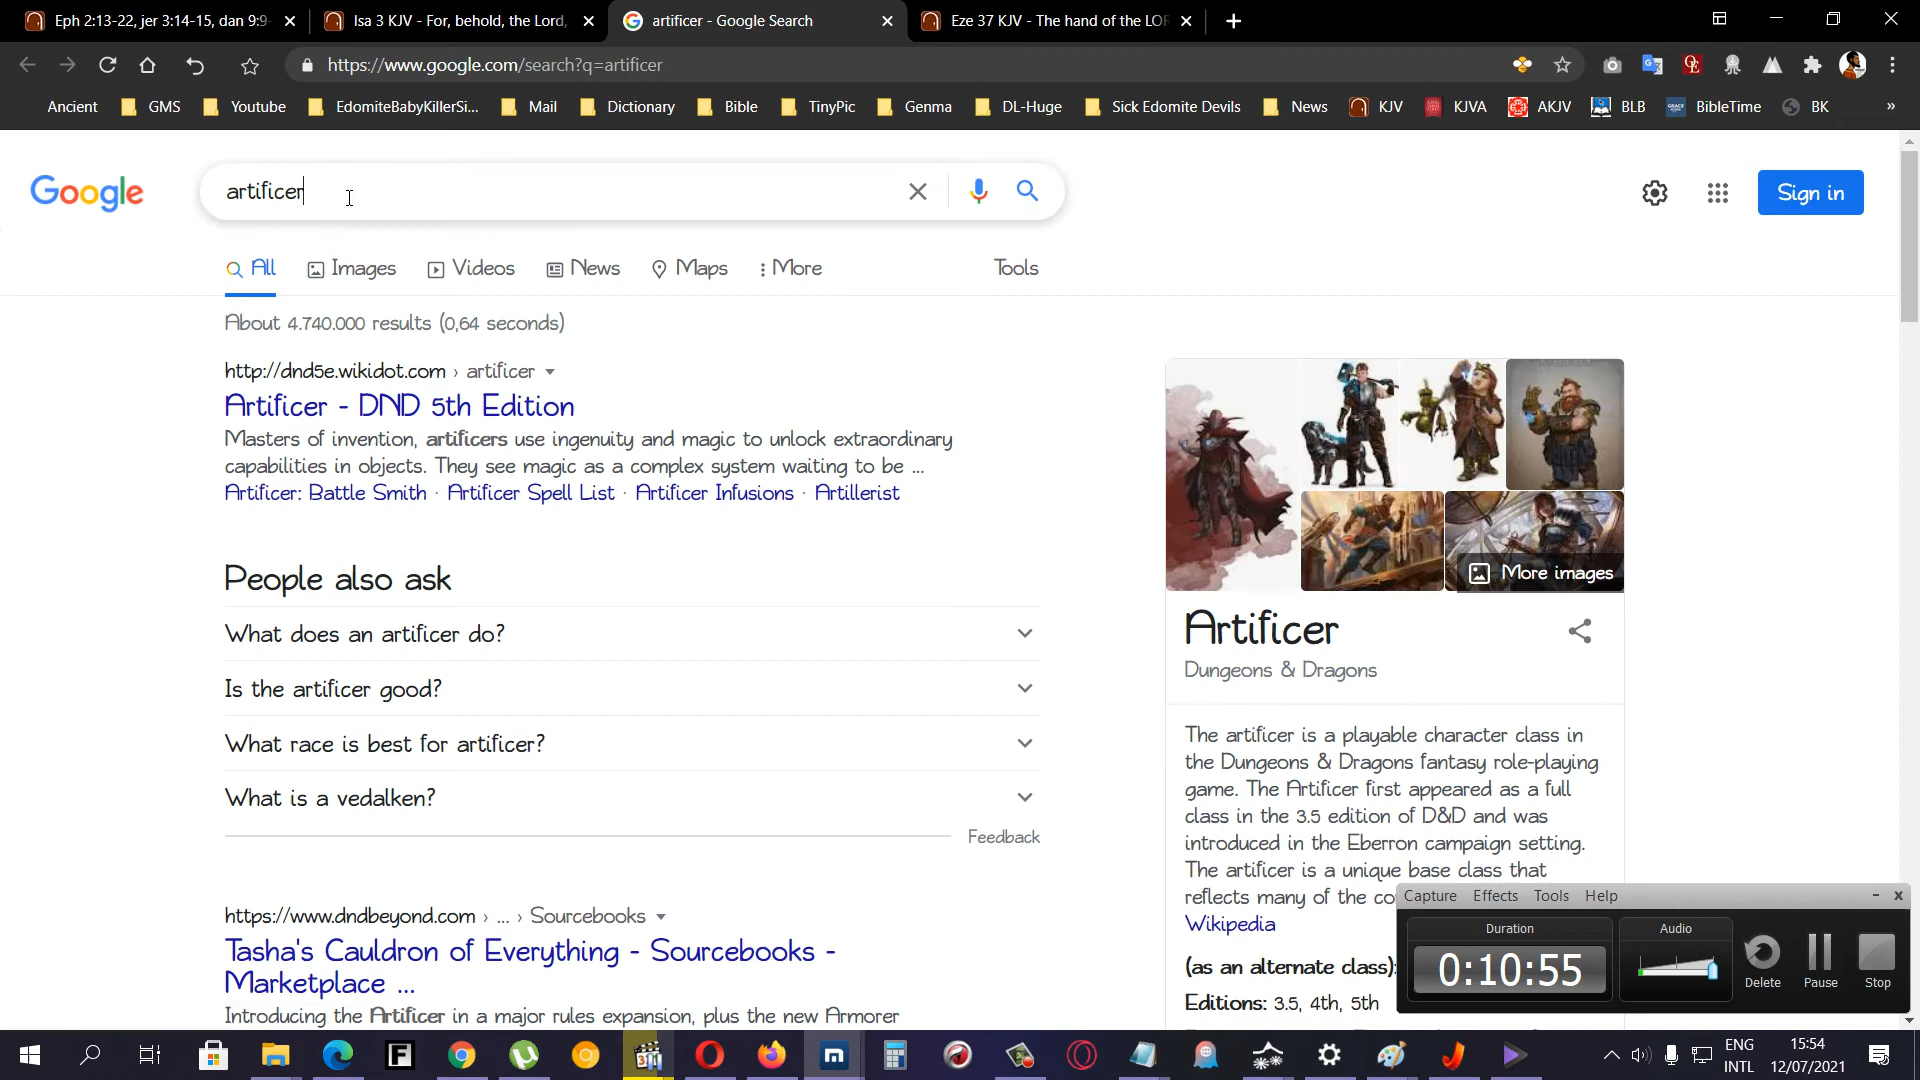 Eph 2:13-22, jer 3:14-15, dan 9:9-
Isa 3 KJV - For, behold, the Lord,
artificer - Google Search
Eze 37 KJV - The hand of the LOR
https://www.google.com/search?q=artificer
Ancient
GMS
Youtube
EdomiteBabyKillerSi...
Mail
Dictionary
Bible
TinyPic
Genma
DL-Huge
Sick Edomite Devils
News
KJV
KJVA
AKJV
BLB
BibleTime
BK
»
Google
artificer
Sign in
All
Images
Videos
News
Maps
More
Tools
About 4.740.000 results (0,64 seconds)
http://dnd5e.wikidot.com › artificer
Artificer - DND 5th Edition
Masters of invention, artificers use ingenuity and magic to unlock extraordinary
capabilities in objects. They see magic as a complex system waiting to be ...
Artificer: Battle Smith · Artificer Spell List · Artificer Infusions · Artillerist
People also ask
What does an artificer do?
Is the artificer good?
What race is best for artificer?
What is a vedalken?
Feedback
https://www.dndbeyond.com › ... › Sourcebooks
Tasha's Cauldron of Everything - Sourcebooks -
Marketplace ...
Introducing the Artificer in a major rules expansion, plus the new Armorer
More images
Artificer
Dungeons & Dragons
The artificer is a playable character class in
the Dungeons & Dragons fantasy role-playing
game. The Artificer first appeared as a full
class in the 3.5 edition of D&D and was
introduced in the Eberron campaign setting.
The artificer is a unique base class that
reflects many of the co
Wikipedia
(as an alternate class):
Editions: 3.5, 4th, 5th
Capture
Effects
Tools
Help
Duration
0:10:55
Audio
Delete
Pause
Stop
ENG
INTL
15:54
12/07/2021